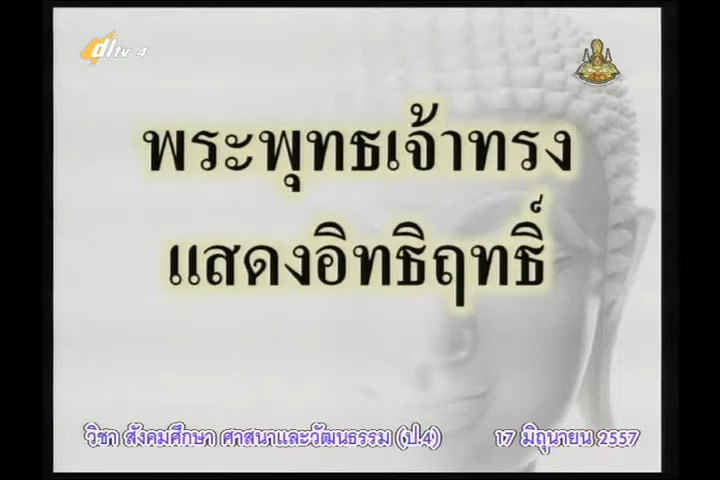 dltv 4
พระพุทธเจ้าทรง
แสดงอิทธิฤทธิ์
วิชา สังคมศึกษา ศาสนาและวัฒนธรรม (ป.4) 17 มิถุนายน 2557